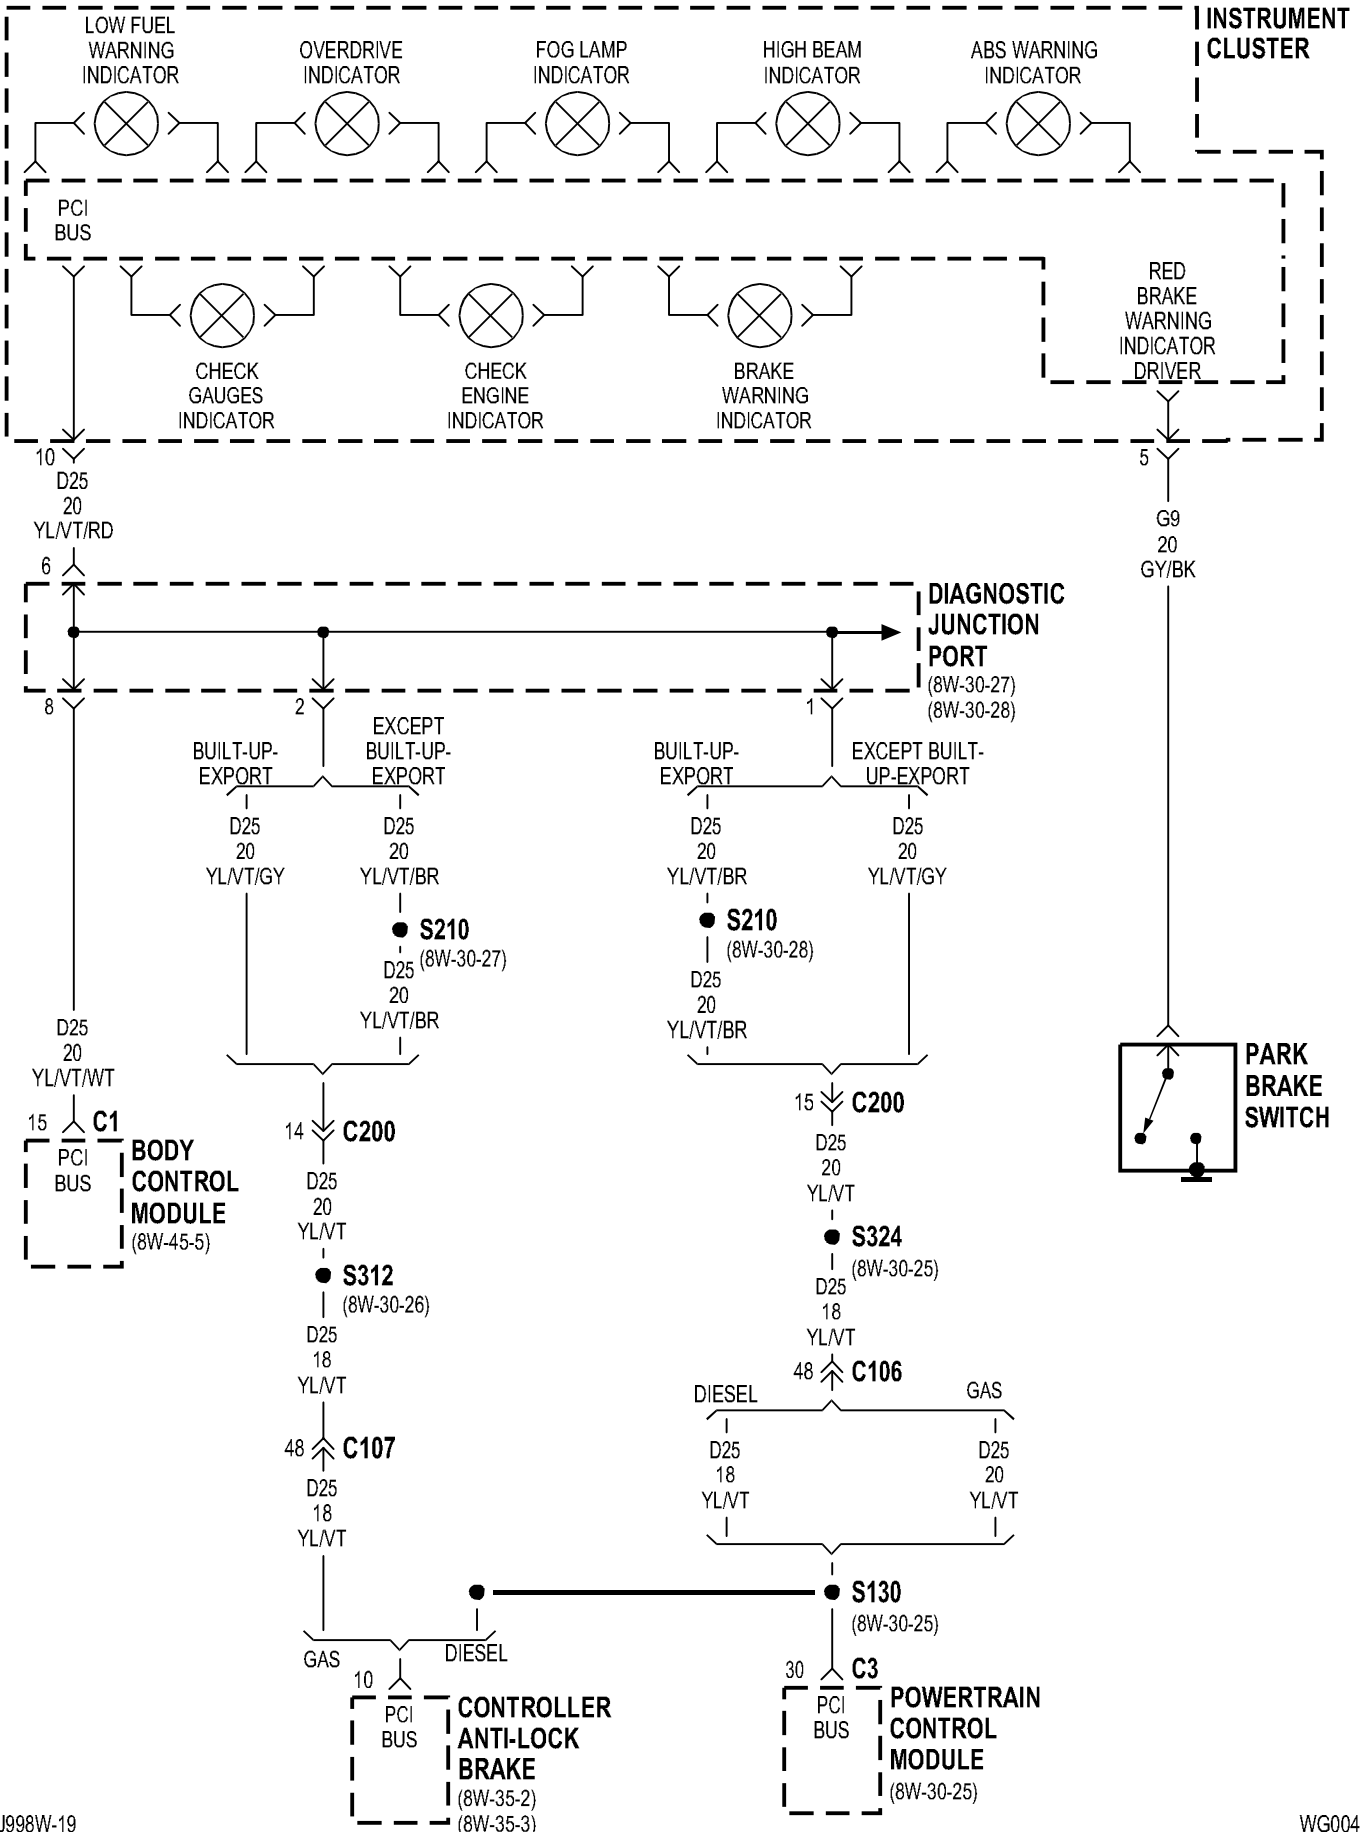 INSTRUMENT
CLUSTER
LOW FUEL
WARNING
INDICATOR
OVERDRIVE
INDICATOR
FOG LAMP
INDICATOR
HIGH BEAM
INDICATOR
ABS WARNING
INDICATOR
PCI
BUS
RED
BRAKE
WARNING
INDICATOR
DRIVER
CHECK
GAUGES
INDICATOR
CHECK
ENGINE
INDICATOR
BRAKE
WARNING
INDICATOR
10
D25
20
YL/VT/RD
6
5
G9
20
GY/BK
DIAGNOSTIC
JUNCTION
PORT
(8W-30-27)
(8W-30-28)
8
2
1
BUILT-UP-
EXPORT
EXCEPT
BUILT-UP-
EXPORT
BUILT-UP-
EXPORT
EXCEPT BUILT-
UP-EXPORT
D25
20
YL/VT/GY
D25
20
YL/VT/BR
D25
20
YL/VT/BR
D25
20
YL/VT/GY
S210
(8W-30-27)
D25
20
YL/VT/BR
S210
(8W-30-28)
D25
20
YL/VT/BR
D25
20
YL/VT/WT
15 C1
PCI
BUS
BODY
CONTROL
MODULE
(8W-45-5)
PARK
BRAKE
SWITCH
14 C200
D25
20
YL/VT
S312
(8W-30-26)
D25
18
YL/VT
48 C107
D25
18
YL/VT
15 C200
D25
20
YL/VT
S324
(8W-30-25)
D25
18
YL/VT
48 C106
DIESEL
GAS
D25
18
YL/VT
D25
20
YL/VT
S130
(8W-30-25)
GAS
DIESEL
10
PCI
BUS
CONTROLLER
ANTI-LOCK
BRAKE
(8W-35-2)
(8W-35-3)
30 C3
PCI
BUS
POWERTRAIN
CONTROL
MODULE
(8W-30-25)
J998W-19
WG004